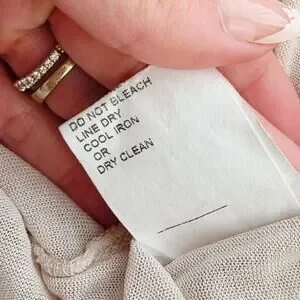 DO NOT BLEACH
LINE DRY
COOL IRON
OR
DRY CLEAN